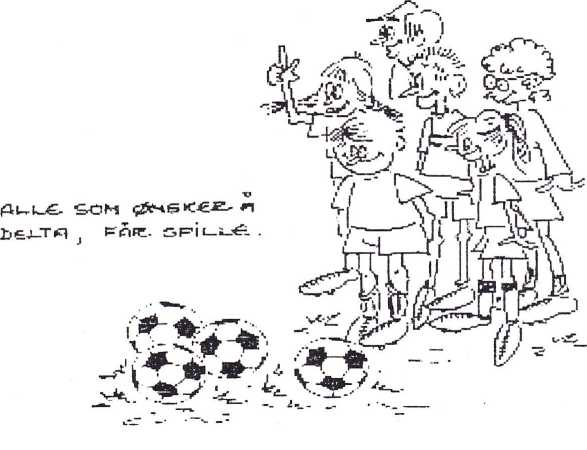 ALLE SOM ØNSKER Å
DELTA, FÅR SPILLE.